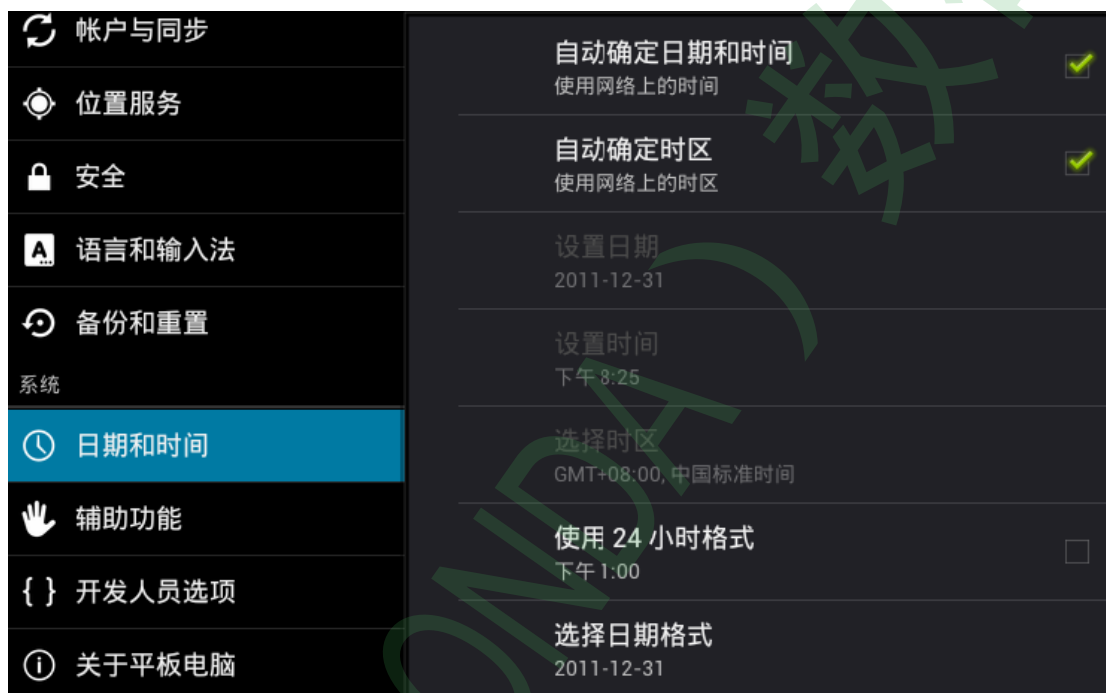 帐户与同步
位置服务
安全
语言和输入法
备份和重置
系统
日期和时间
辅助功能
{ } 开发人员选项
关于平板电脑
自动确定日期和时间
使用网络上的时间
自动确定时区
使用网络上的时区
设置日期
2011-12-31
设置时间
下午 8:25
选择时区
GMT+08:00, 中国标准时间
使用 24 小时格式
下午 1:00
选择日期格式
2011-12-31
ONDA）数